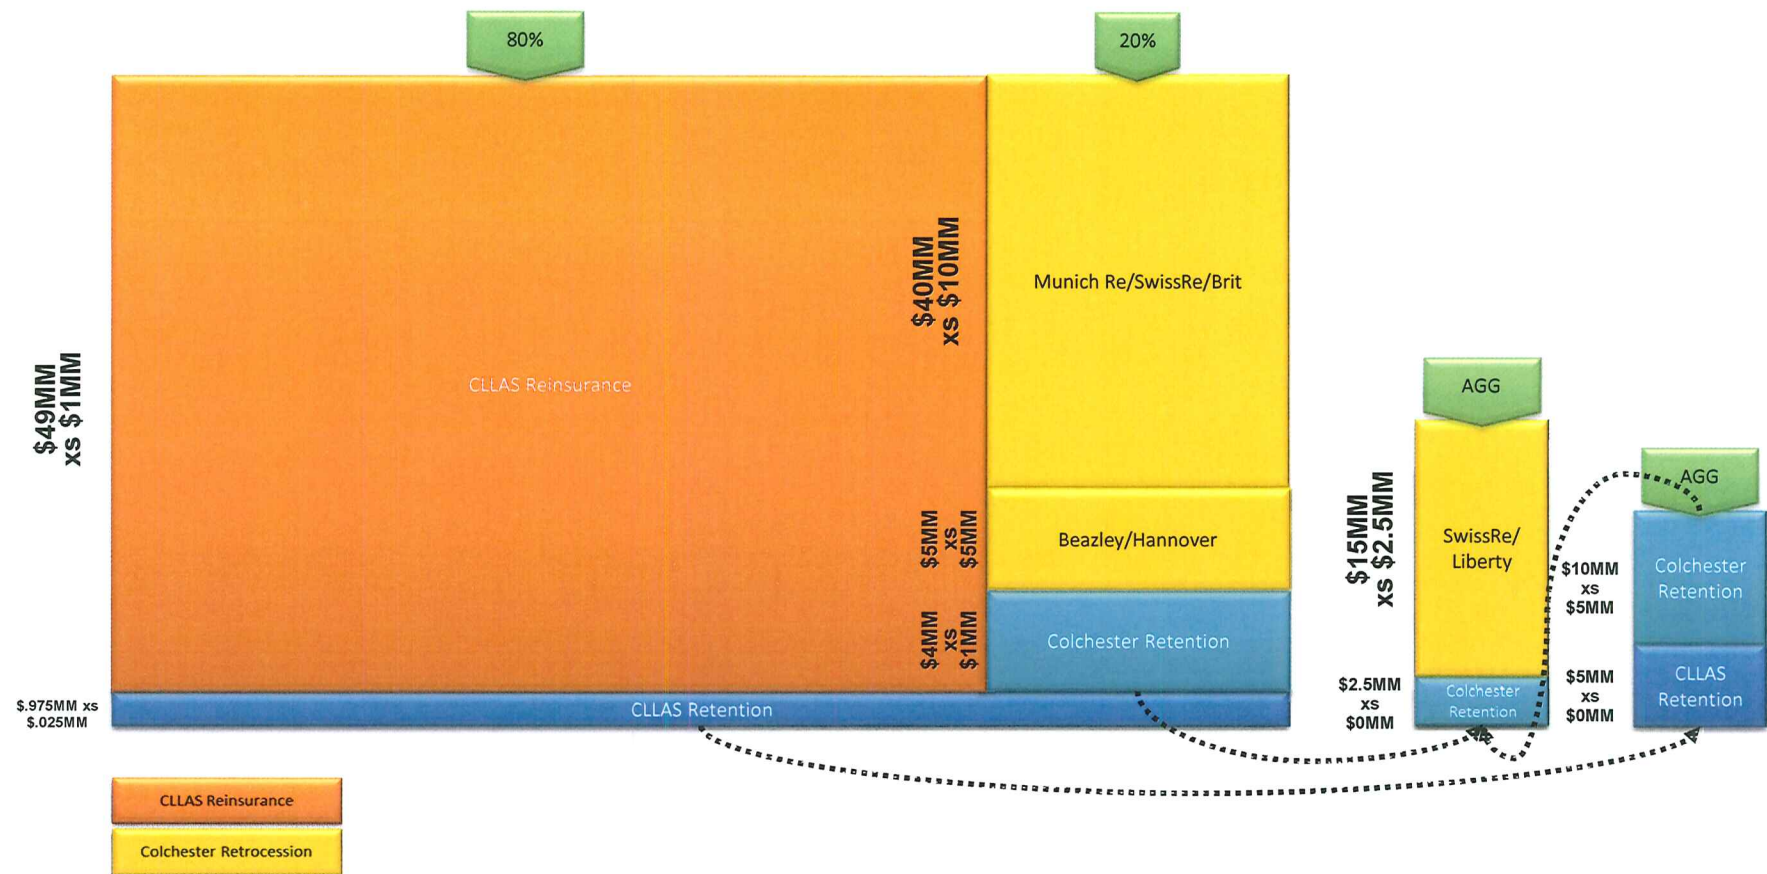 80%
20%
$49MM
xs $1MM
CLLAS Reinsurance
$40MM
xs $10MM
Munich Re/SwissRe/Brit
$5MM
xs
$5MM
Beazley/Hannover
$4MM
xs
$1MM
Colchester Retention
$.975MM xs
$.025MM
CLLAS Retention
AGG
$15MM
xs $2.5MM
SwissRe/
Liberty
$2.5MM
xs
$0MM
Colchester
Retention
AGG
$10MM
xs
$5MM
Colchester
Retention
$5MM
xs
$0MM
CLLAS
Retention
CLLAS Reinsurance
Colchester Retrocession